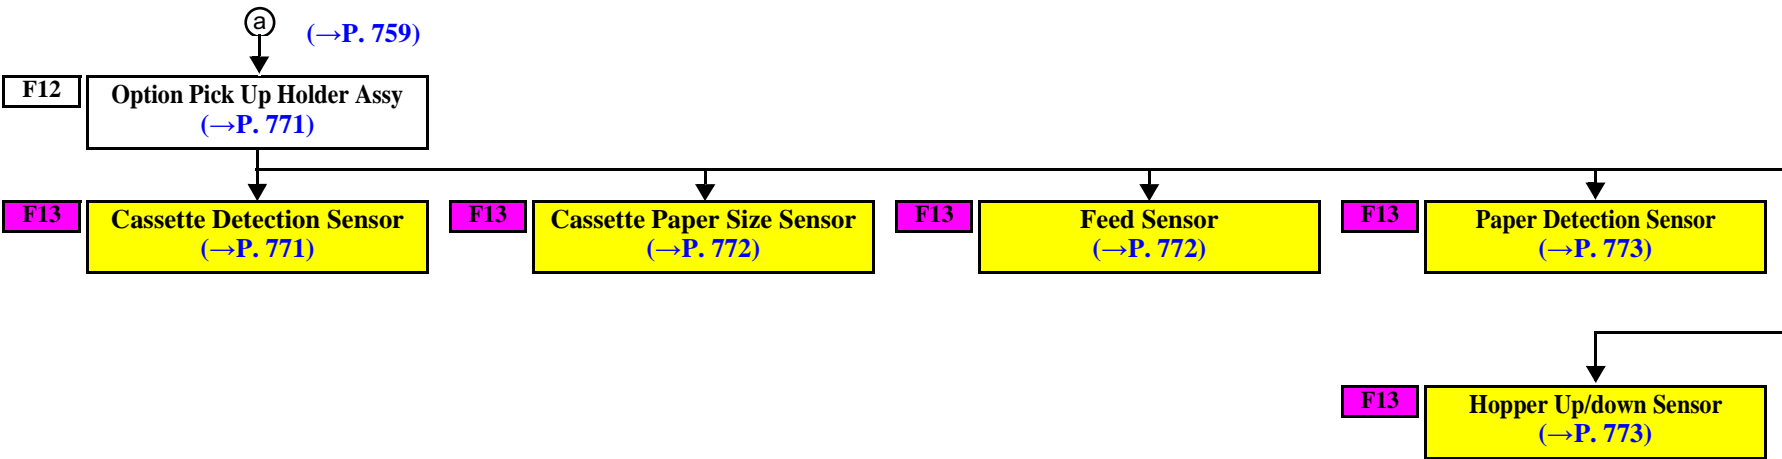 a
(→P. 759)
F12
Option Pick Up Holder Assy
(→P. 771)
F13
Cassette Detection Sensor
(→P. 771)
F13
Cassette Paper Size Sensor
(→P. 772)
F13
Feed Sensor
(→P. 772)
F13
Paper Detection Sensor
(→P. 773)
F13
Hopper Up/down Sensor
(→P. 773)